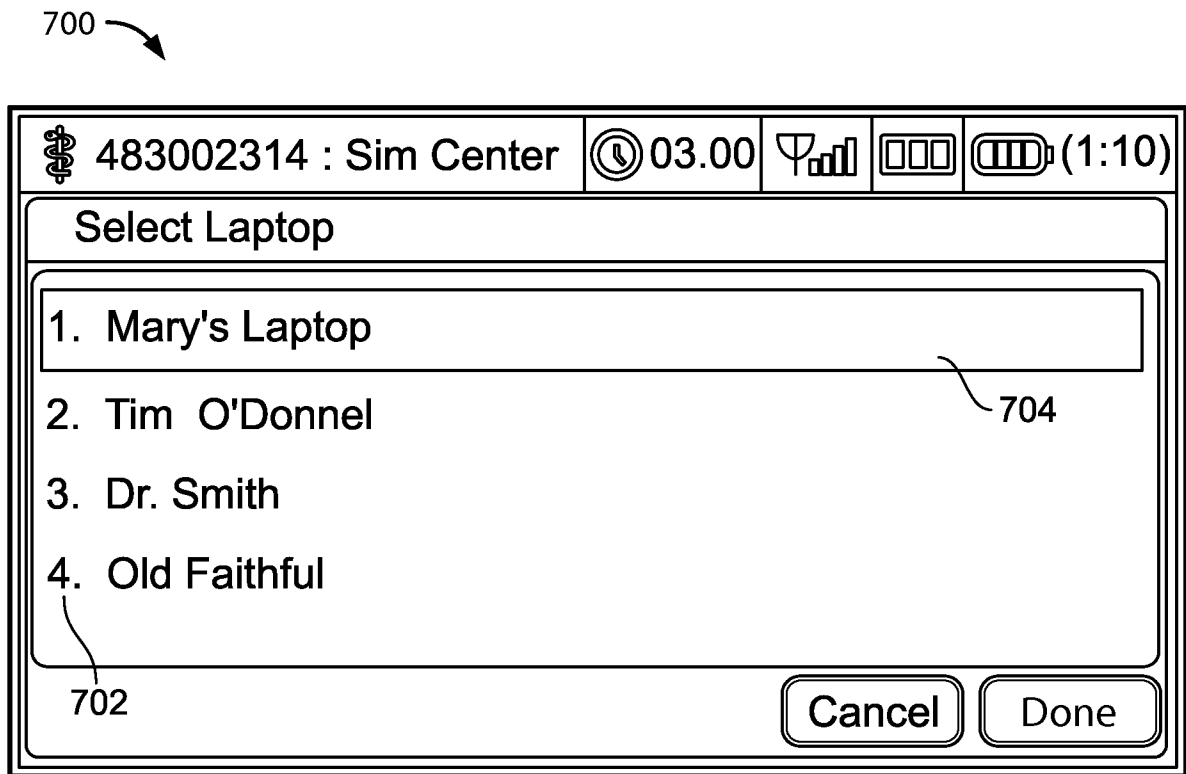 700
483002314 : Sim Center 03.00 (1:10)
Select Laptop
1. Mary's Laptop
2. Tim O'Donnel
704
3. Dr. Smith
4. Old Faithful
702
Cancel Done